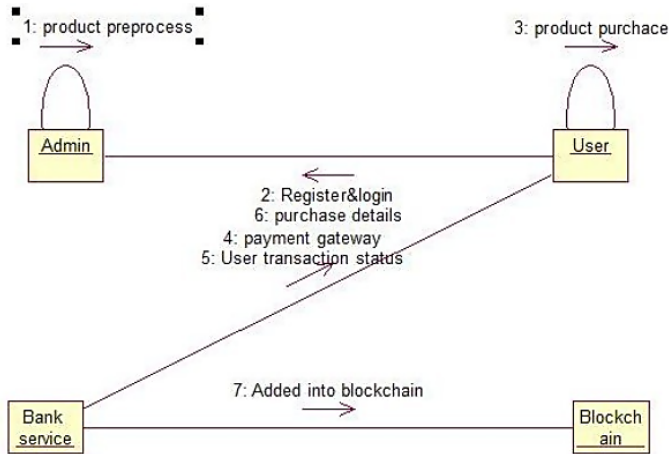 1: product preprocess
3: product purchace
Admin
User
2: Register&login
6: purchase details
4: payment gateway
5: User transaction status
7: Added into blockchain
Bank
service
Blockch
ain